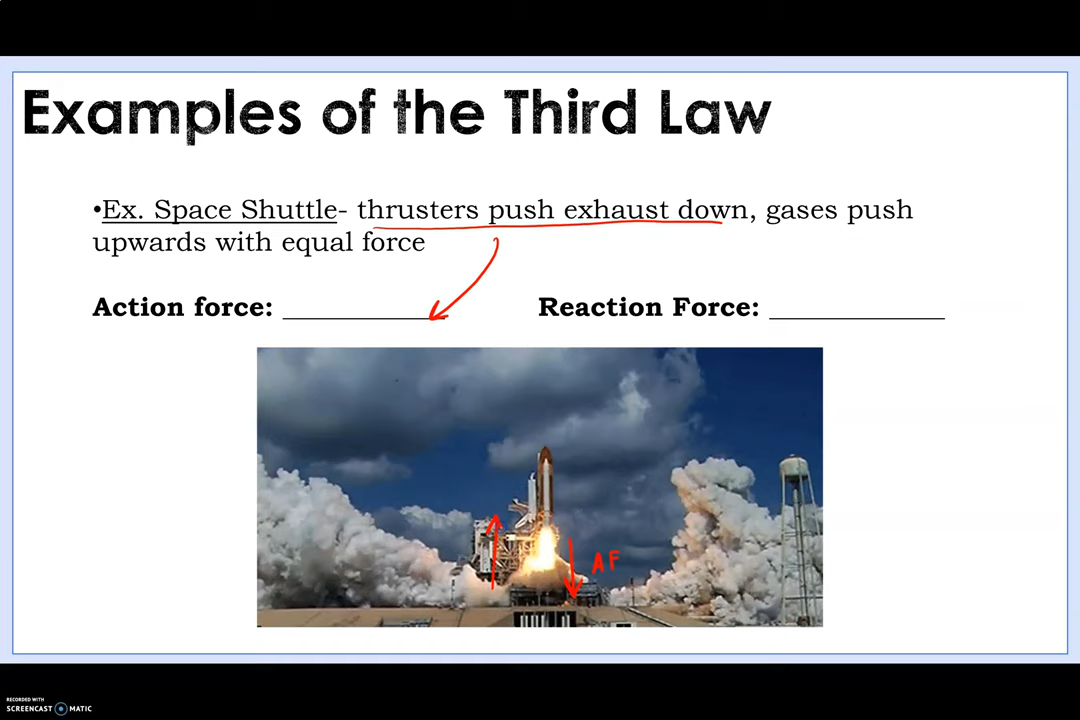 Examples of the Third Law
•Ex. Space Shuttle- thrusters push exhaust down, gases push
upwards with equal force
Action force: ____________ Reaction Force: _____________
AF
RECORDED WITH
SCREENCAST MATIC